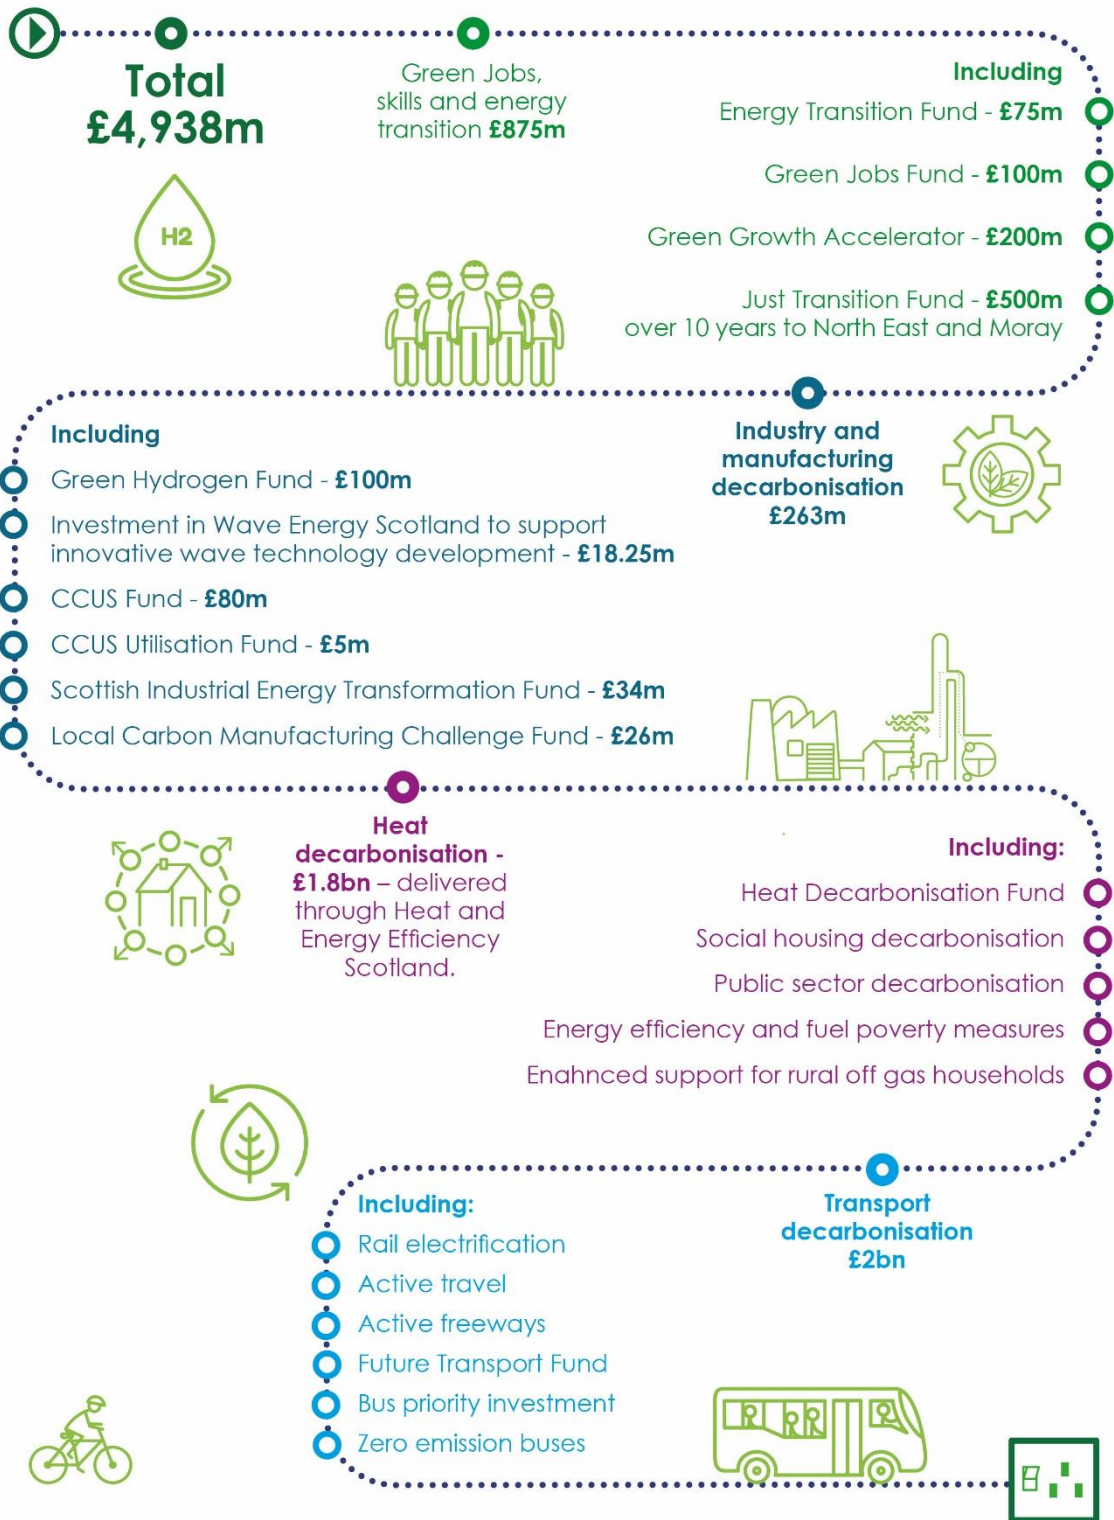 Total
£4,938m
Green Jobs,
skills and energy
transition £875m
Including
Energy Transition Fund - £75m
Green Jobs Fund - £100m
Green Growth Accelerator - £200m
Just Transition Fund - £500m
over 10 years to North East and Moray
H2
Industry and
manufacturing
decarbonisation
£263m
Including
Green Hydrogen Fund - £100m
Investment in Wave Energy Scotland to support
innovative wave technology development - £18.25m
CCUS Fund - £80m
CCUS Utilisation Fund - £5m
Scottish Industrial Energy Transformation Fund - £34m
Local Carbon Manufacturing Challenge Fund - £26m
Heat
decarbonisation -
£1.8bn – delivered
through Heat and
Energy Efficiency
Scotland.
Including:
Heat Decarbonisation Fund
Social housing decarbonisation
Public sector decarbonisation
Energy efficiency and fuel poverty measures
Enahnced support for rural off gas households
Transport
decarbonisation
£2bn
Including:
Rail electrification
Active travel
Active freeways
Future Transport Fund
Bus priority investment
Zero emission buses